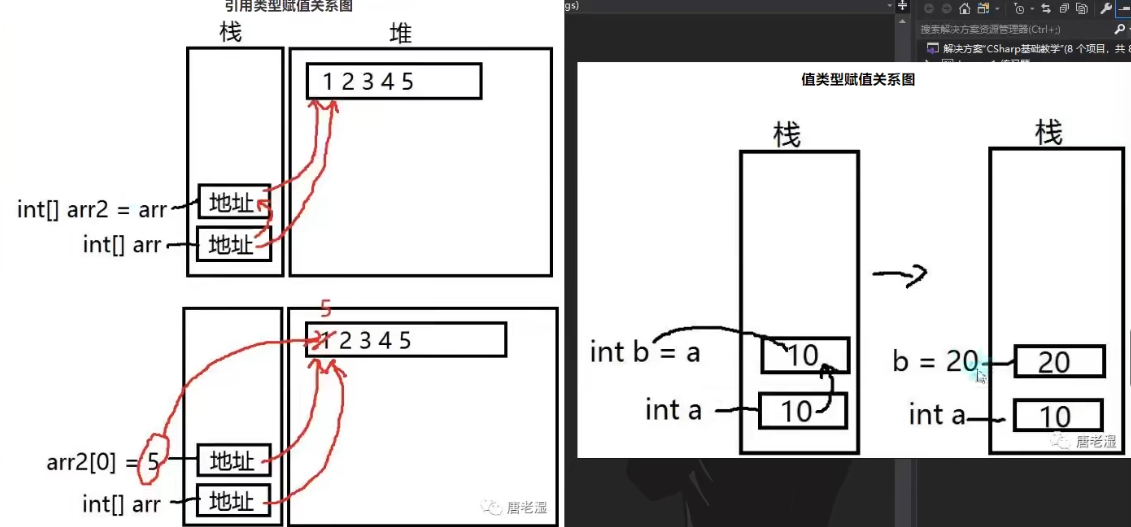 引用类型赋值关系图
栈
堆
1 2 3 4 5
int[] arr2 = arr
地址
int[] arr
地址
5
1 2 3 4 5
arr2[0] = 5
地址
int[] arr
地址
唐老湿
gs)
搜索解决方案资源管理器(Ctrl+;)
解决方案"CSharp基础教学"(8 个项目，共 8
值类型赋值关系图
栈
栈
int b = a
10
int a
10
b = 20
20
int a
10
唐老湿